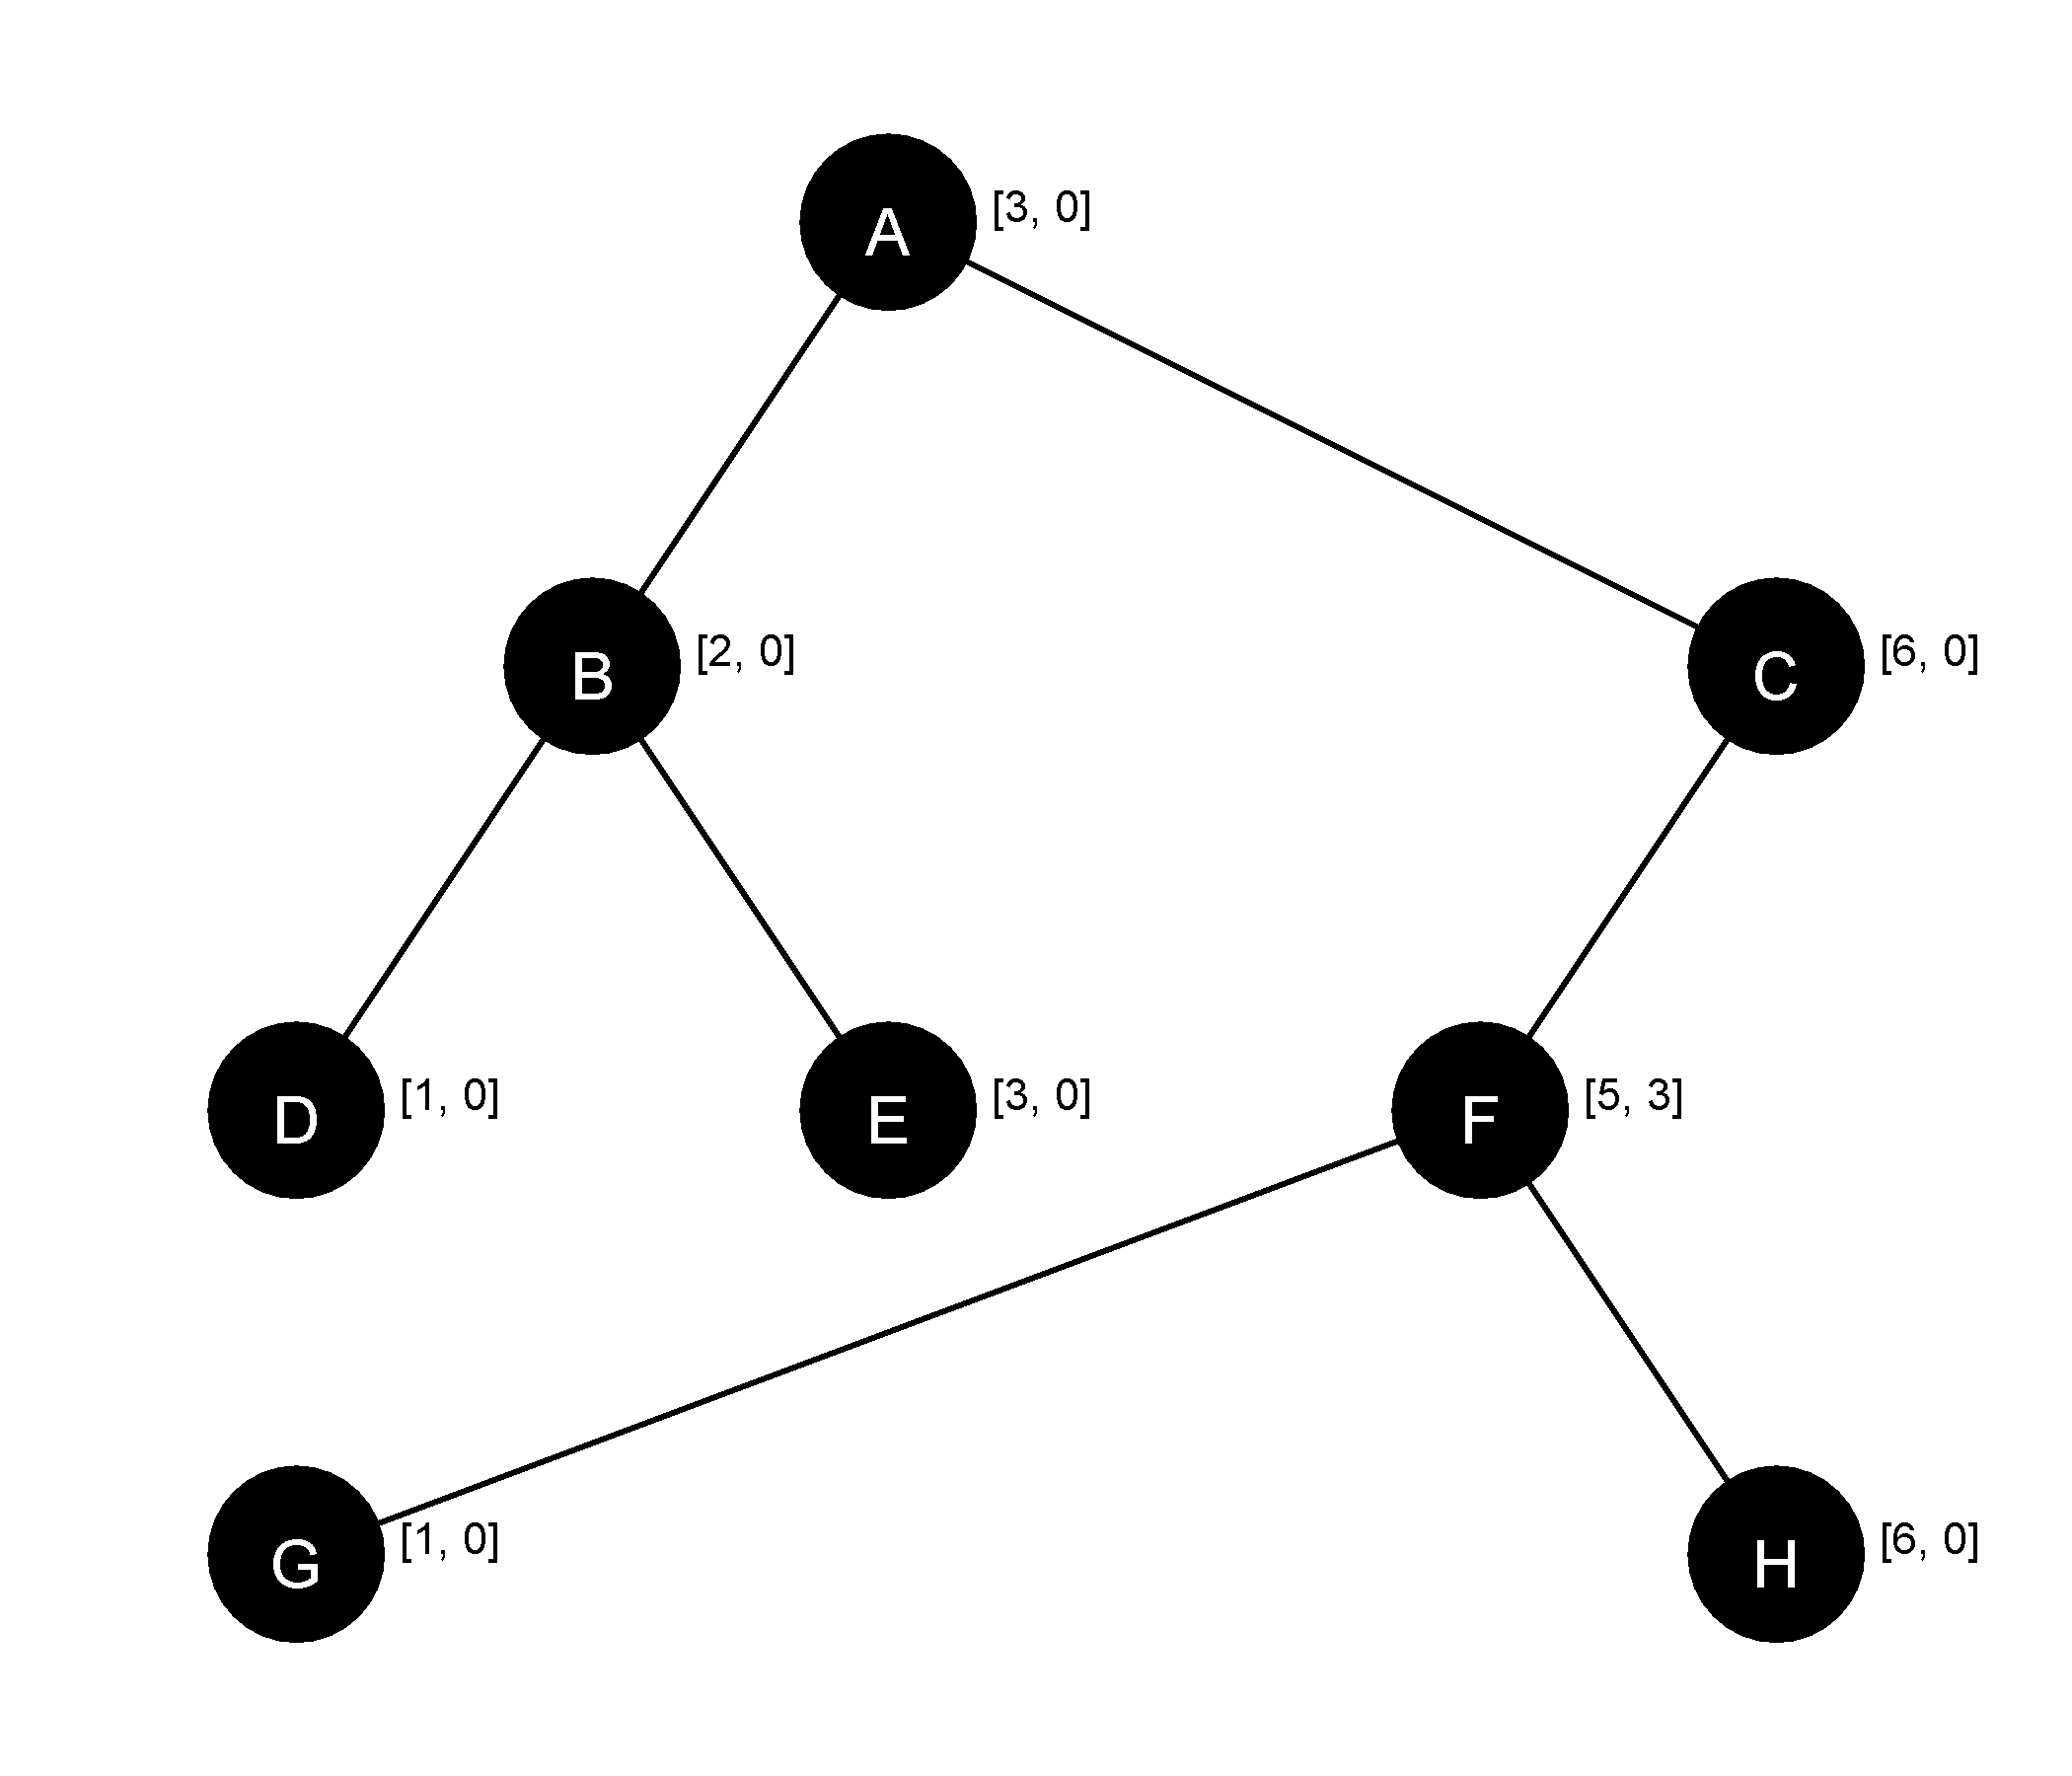 A [3, 0]
B [2, 0] C [6, 0]
D [1, 0] E [3, 0] F [5, 3]
G [1, 0] H [6, 0]